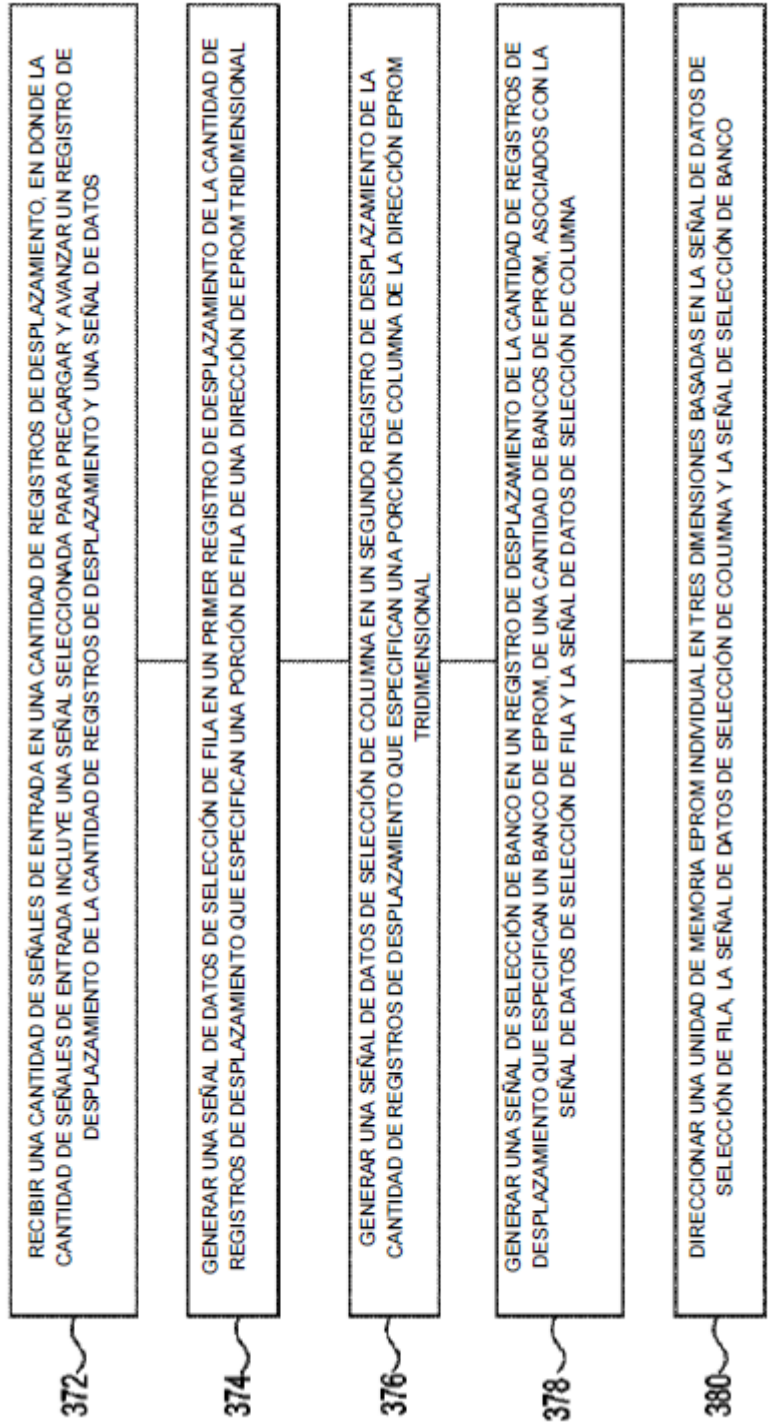 RECIBIR UNA CANTIDAD DE SEÑALES DE ENTRADA EN UNA CANTIDAD DE REGISTROS DE DESPLAZAMIENTO, EN DONDE LA
CANTIDAD DE SEÑALES DE ENTRADA INCLUYE UNA SEÑAL SELECCIONADA PARA PRECARGAR Y AVANZAR UN REGISTRO DE
DESPLAZAMIENTO DE LA CANTIDAD DE REGISTROS DE DESPLAZAMIENTO Y UNA SEÑAL DE DATOS
372
GENERAR UNA SEÑAL DE DATOS DE SELECCIÓN DE FILA EN UN PRIMER REGISTRO DE DESPLAZAMIENTO DE LA CANTIDAD DE
REGISTROS DE DESPLAZAMIENTO QUE ESPECIFICAN UNA PORCIÓN DE FILA DE UNA DIRECCIÓN DE EPROM TRIDIMENSIONAL
374
GENERAR UNA SEÑAL DE DATOS DE SELECCIÓN DE COLUMNA EN UN SEGUNDO REGISTRO DE DESPLAZAMIENTO DE LA
CANTIDAD DE REGISTROS DE DESPLAZAMIENTO QUE ESPECIFICAN UNA PORCIÓN DE COLUMNA DE LA DIRECCIÓN EPROM
TRIDIMENSIONAL
376
GENERAR UNA SEÑAL DE SELECCIÓN DE BANCO EN UN REGISTRO DE DESPLAZAMIENTO DE LA CANTIDAD DE REGISTROS DE
DESPLAZAMIENTO QUE ESPECIFICAN UN BANCO DE EPROM, DE UNA CANTIDAD DE BANCOS DE EPROM, ASOCIADOS CON LA
SEÑAL DE DATOS DE SELECCIÓN DE FILA Y LA SEÑAL DE DATOS DE SELECCIÓN DE COLUMNA
378
DIRECCIONAR UNA UNIDAD DE MEMORIA EPROM INDIVIDUAL EN TRES DIMENSIONES BASADAS EN LA SEÑAL DE DATOS DE
SELECCIÓN DE FILA, LA SEÑAL DE DATOS DE SELECCIÓN DE COLUMNA Y LA SEÑAL DE SELECCIÓN DE BANCO
380